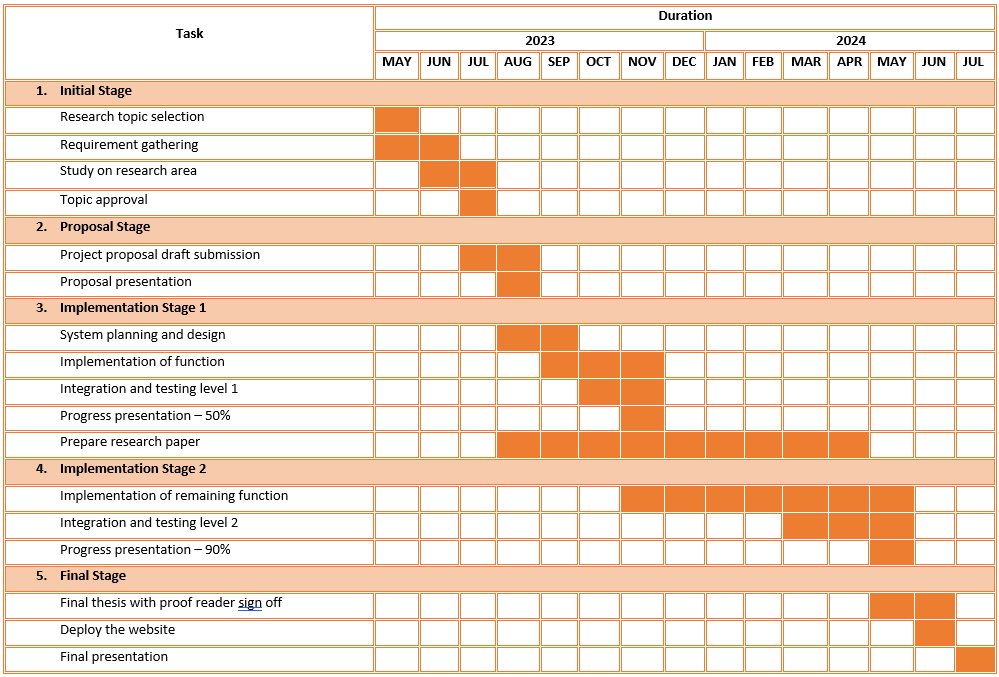 Task
Duration
2023 2024
MAY JUN JUL AUG SEP OCT NOV DEC JAN FEB MAR APR MAY JUN JUL
1. Initial Stage
Research topic selection
Requirement gathering
Study on research area
Topic approval
2. Proposal Stage
Project proposal draft submission
Proposal presentation
3. Implementation Stage 1
System planning and design
Implementation of function
Integration and testing level 1
Progress presentation – 50%
Prepare research paper
4. Implementation Stage 2
Implementation of remaining function
Integration and testing level 2
Progress presentation – 90%
5. Final Stage
Final thesis with proof reader sign off
Deploy the website
Final presentation